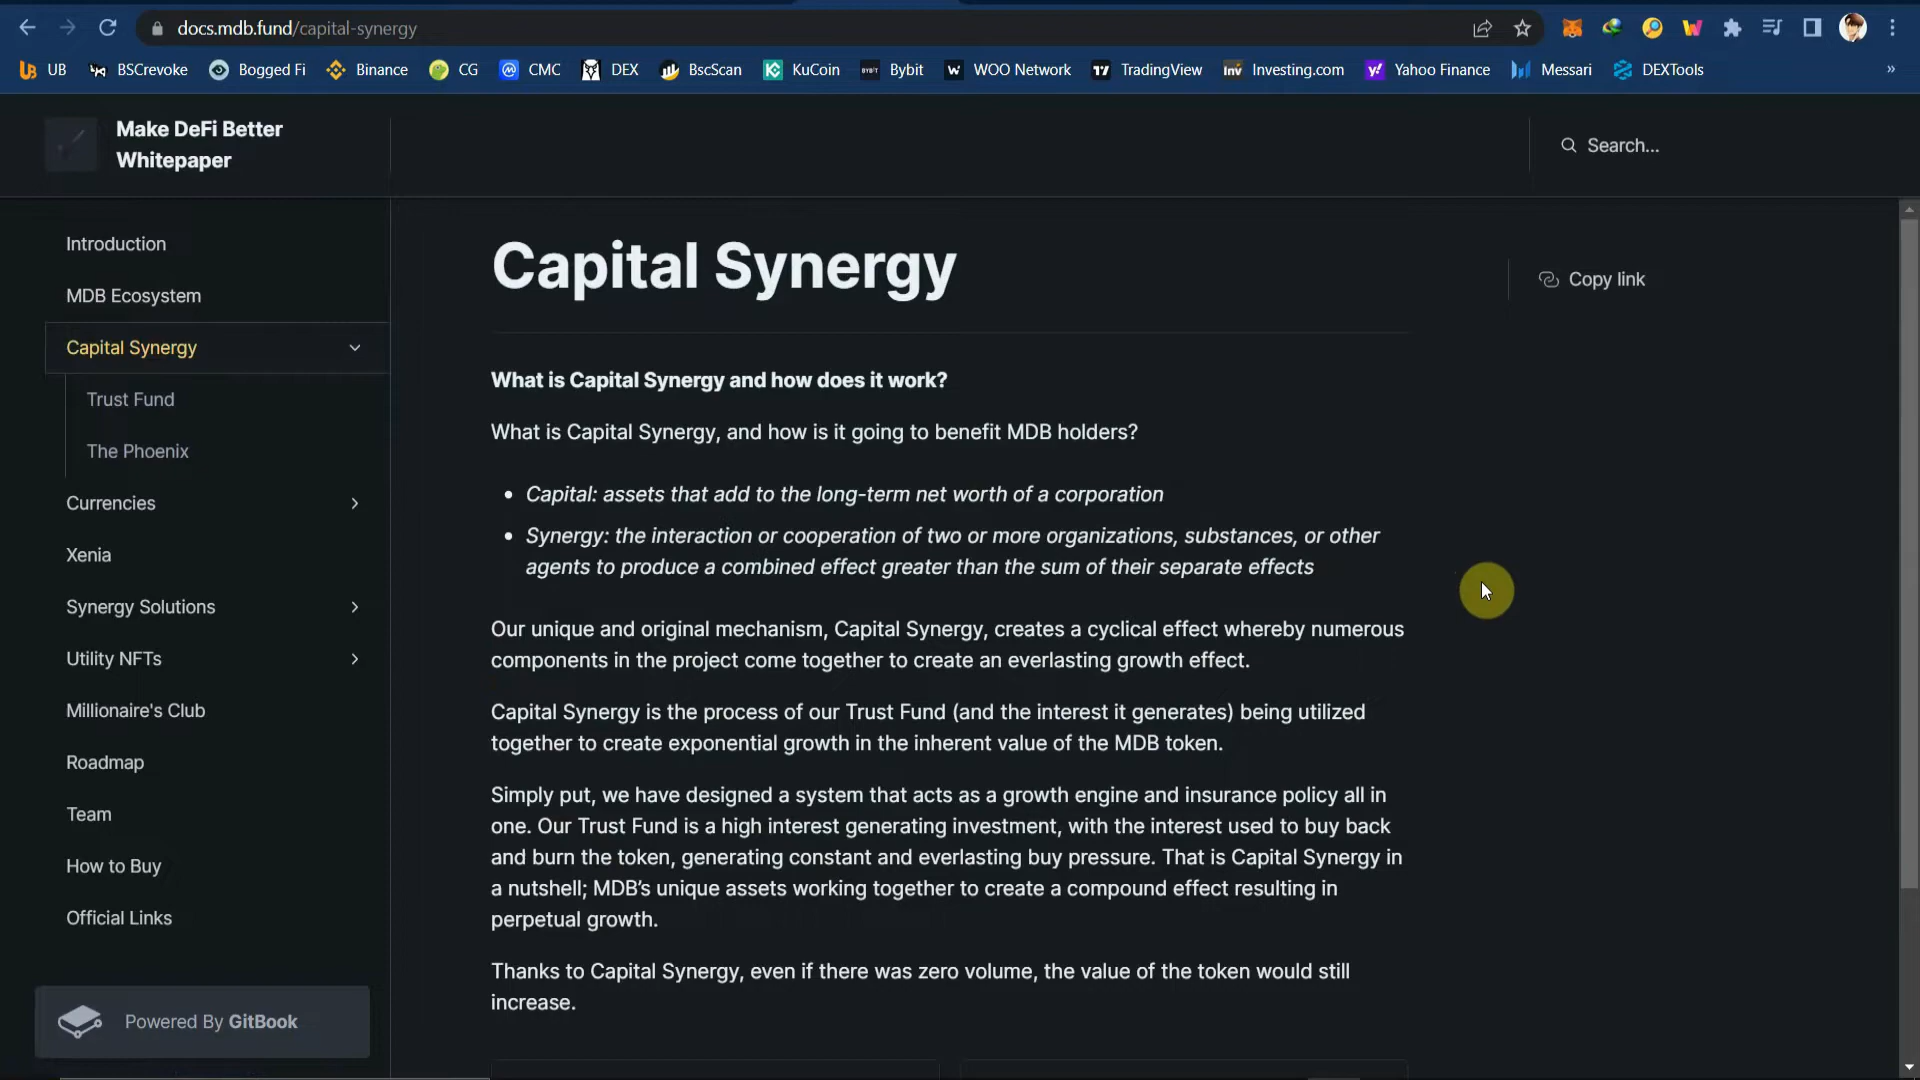 docs.mdb.fund/capital-synergy
UB BSCrevoke Bogged Fi Binance CG CMC DEX BscScan KuCoin Bybit WOO Network TradingView Investing.com Yahoo Finance Messari DEXTools »
Make DeFi Better
Whitepaper
Search...
Introduction
MDB Ecosystem
Capital Synergy
Trust Fund
The Phoenix
Currencies
Xenia
Synergy Solutions
Utility NFTs
Millionaire's Club
Roadmap
Team
How to Buy
Official Links
Powered By GitBook
Capital Synergy
Copy link
What is Capital Synergy and how does it work?
What is Capital Synergy, and how is it going to benefit MDB holders?
• Capital: assets that add to the long-term net worth of a corporation
• Synergy: the interaction or cooperation of two or more organizations, substances, or other
agents to produce a combined effect greater than the sum of their separate effects
Our unique and original mechanism, Capital Synergy, creates a cyclical effect whereby numerous
components in the project come together to create an everlasting growth effect.
Capital Synergy is the process of our Trust Fund (and the interest it generates) being utilized
together to create exponential growth in the inherent value of the MDB token.
Simply put, we have designed a system that acts as a growth engine and insurance policy all in
one. Our Trust Fund is a high interest generating investment, with the interest used to buy back
and burn the token, generating constant and everlasting buy pressure. That is Capital Synergy in
a nutshell; MDB’s unique assets working together to create a compound effect resulting in
perpetual growth.
Thanks to Capital Synergy, even if there was zero volume, the value of the token would still
increase.